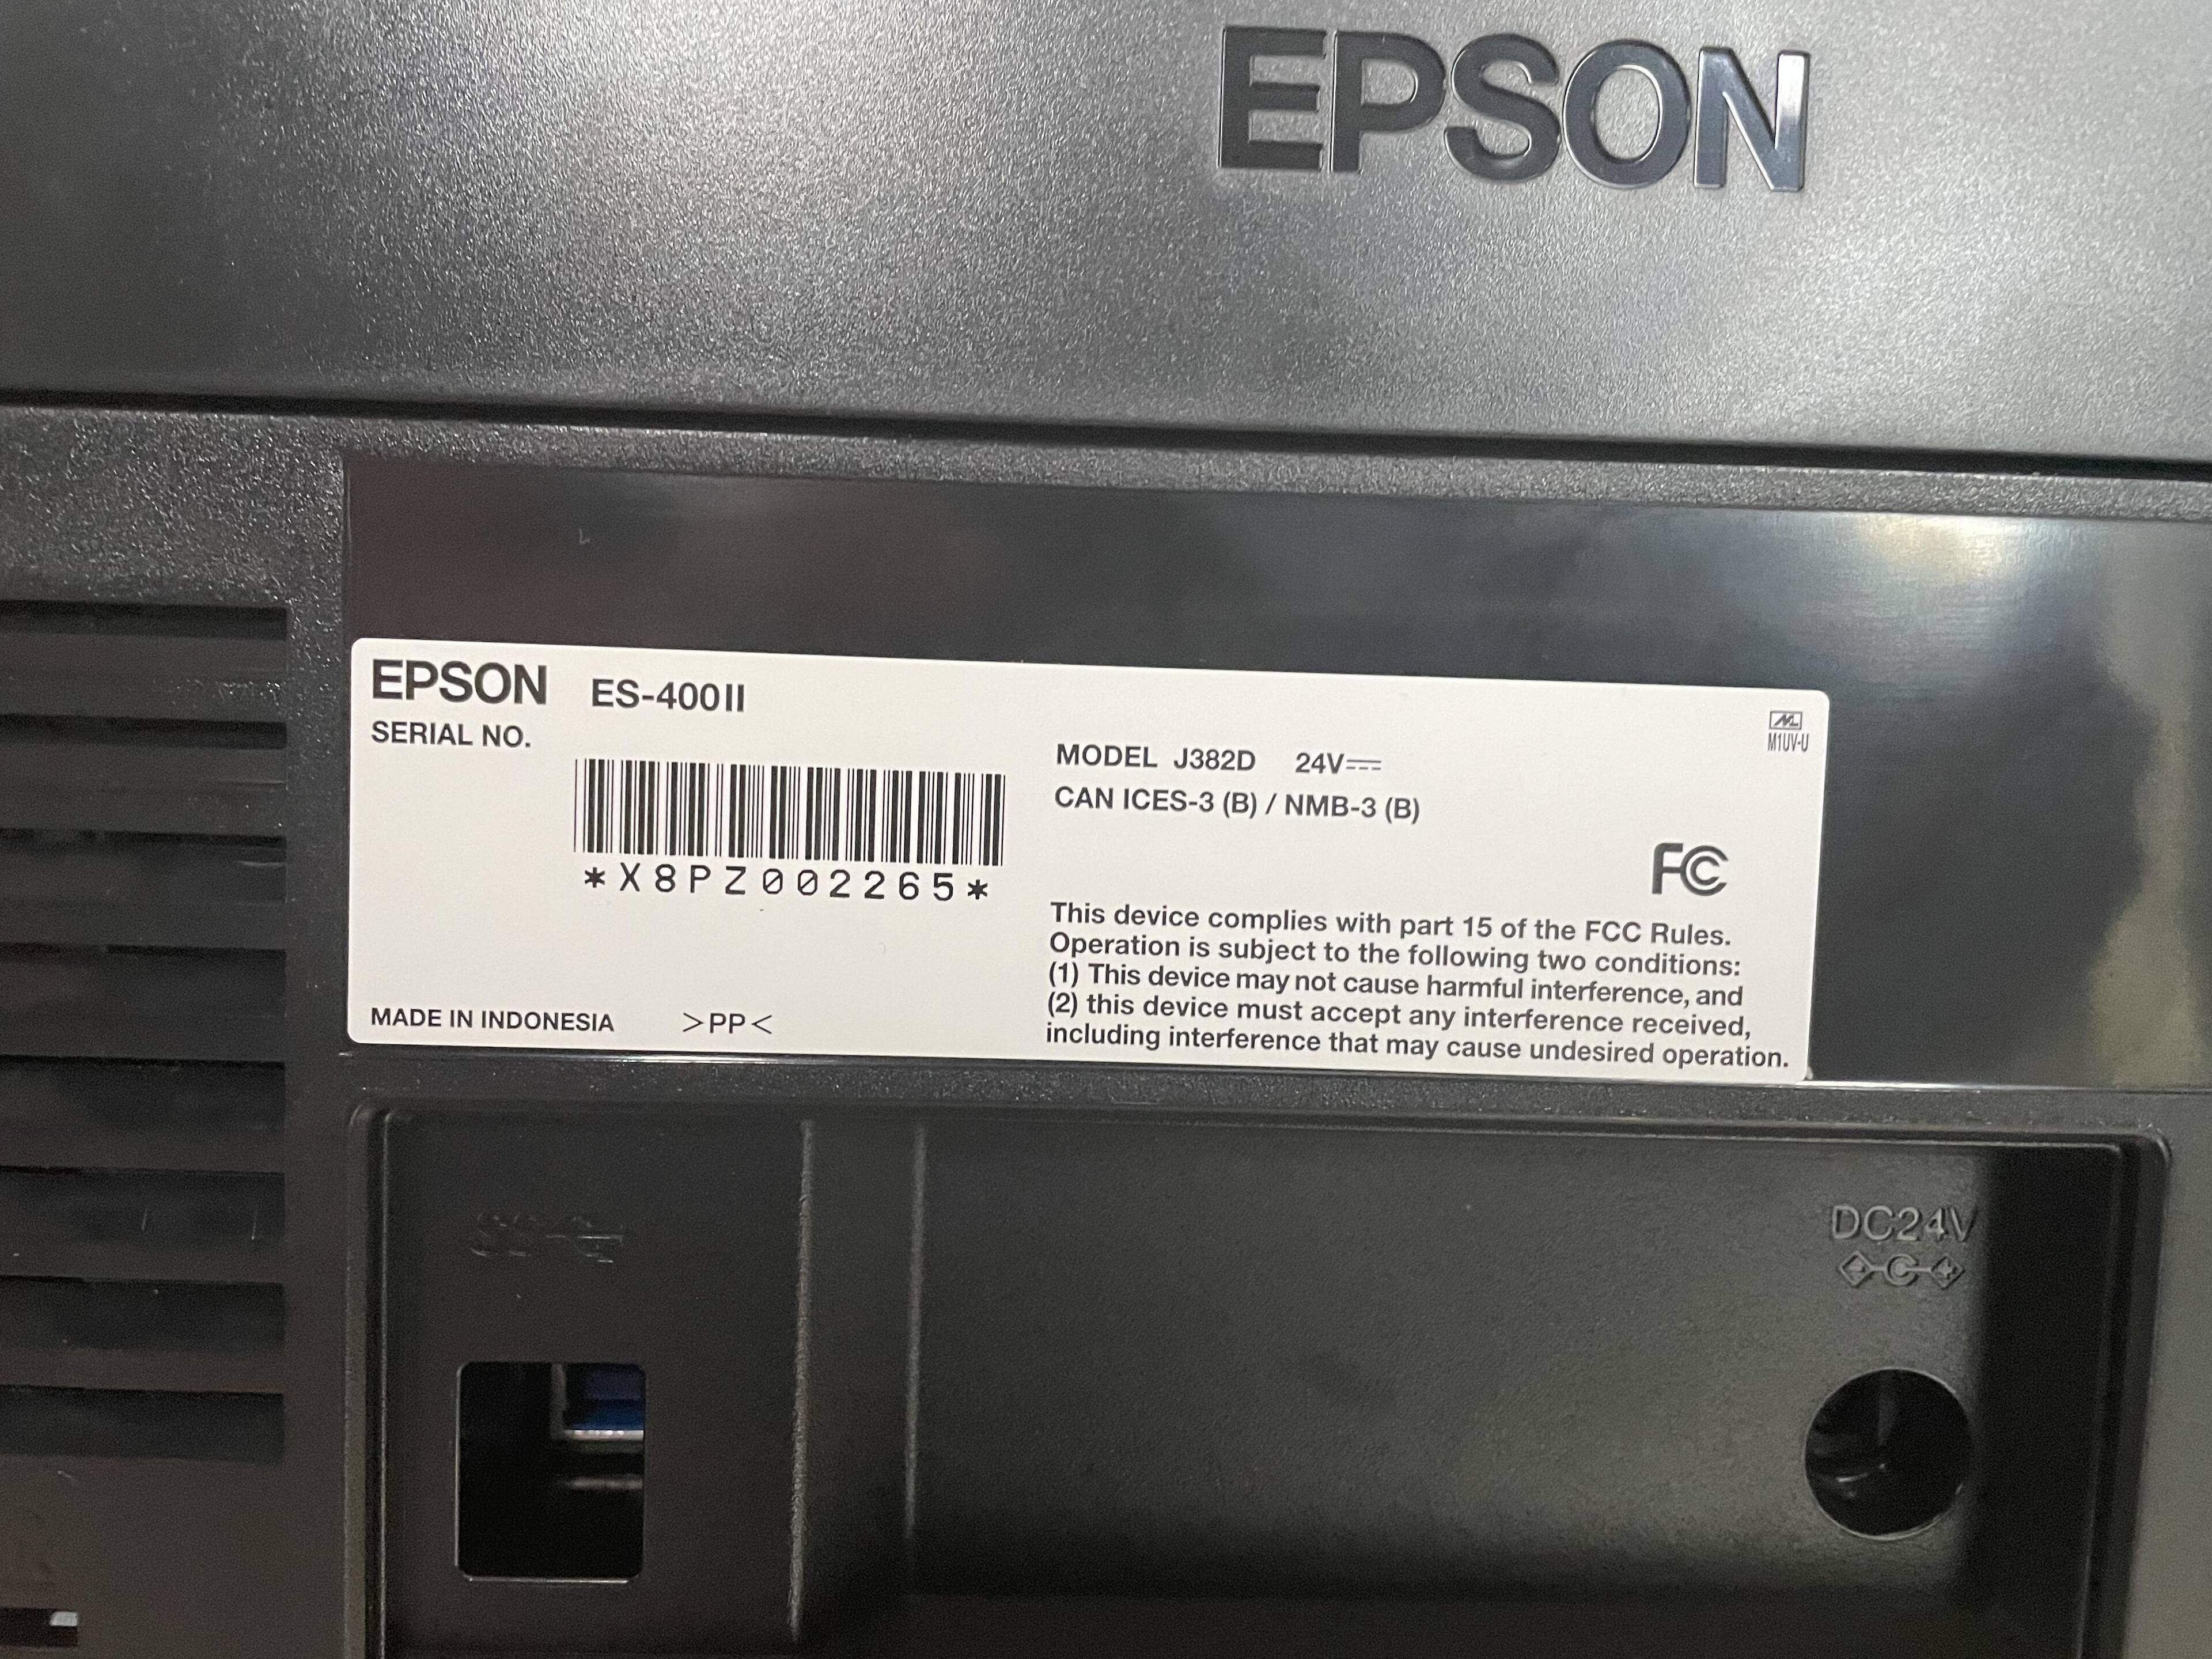 EPSON
EPSON ES-400II
SERIAL NO.
*X8PZ002265*
MADE IN INDONESIA >PP<
MODEL J382D 24V
CAN ICES-3 (B) / NMB-3 (B)
M1UV-U
FC
This device complies with part 15 of the FCC Rules.
Operation is subject to the following two conditions:
(1) This device may not cause harmful interference, and
(2) this device must accept any interference received,
including interference that may cause undesired operation.
SS
DC24V